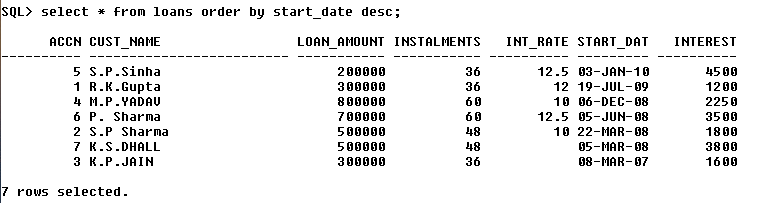 SQL> select * from loans order by start_date desc;
ACCN CUST_NAME LOAN_AMOUNT INSTALMENTS INT_RATE START_DAT INTEREST
---------- -------------------- ----------- ----------- ---------- --------- ----------
5 S.P.Sinha 200000 36 12.5 03-JAN-10 4500
1 R.K.Gupta 300000 36 12 19-JUL-09 1200
4 M.P.YADAV 800000 60 10 06-DEC-08 2250
6 P. Sharma 700000 60 12.5 05-JUN-08 3500
2 S.P Sharma 500000 48 10 22-MAR-08 1800
7 K.S.DHALL 500000 48 05-MAR-08 3800
3 K.P.JAIN 300000 36 08-MAR-07 1600
7 rows selected.